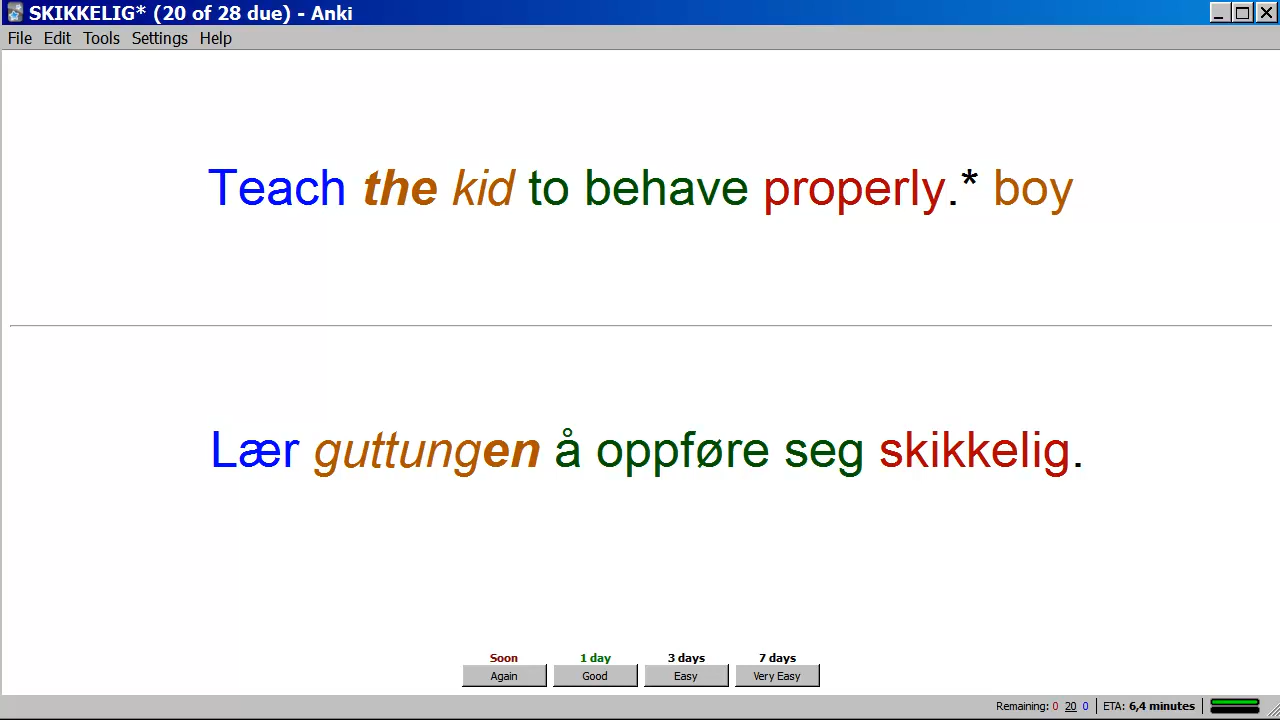 SKIKKELIG* (20 of 28 due) - Anki
File Edit Tools Settings Help
Teach the kid to behave properly.* boy
Lær guttungen å oppføre seg skikkelig.
Soon 1 day 3 days 7 days
Again Good Easy Very Easy
Remaining: 0 20 0 ETA: 6,4 minutes